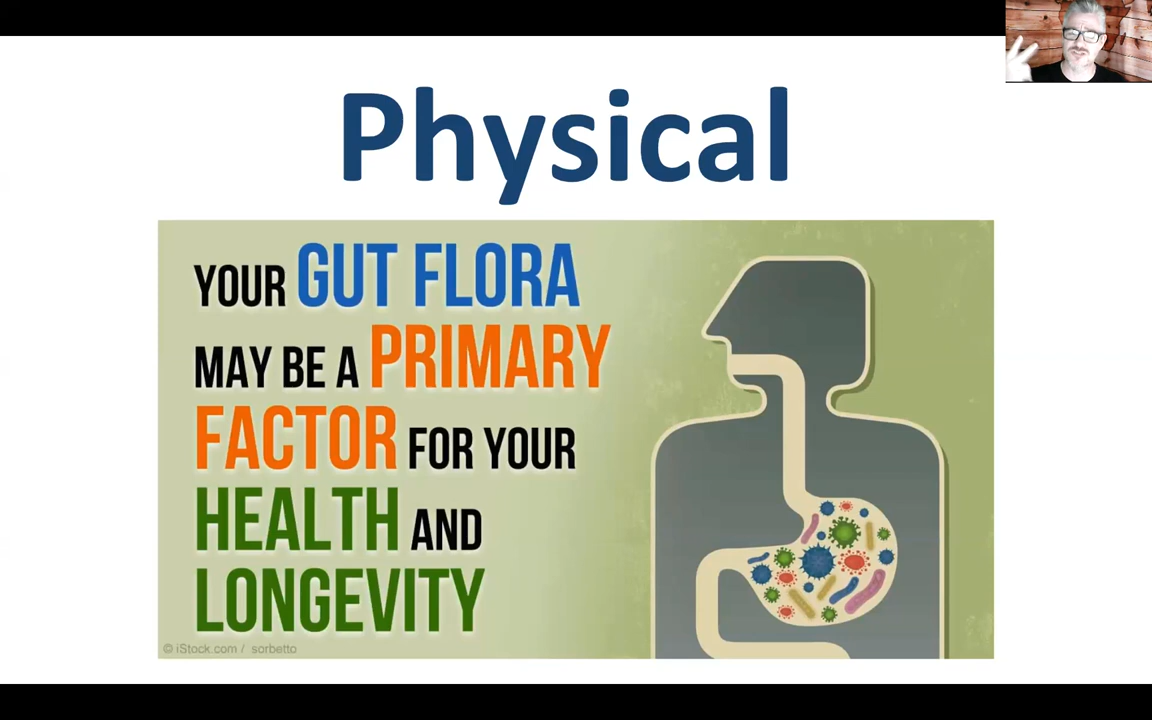 Physical
YOUR GUT FLORA
MAY BE A PRIMARY
FACTOR FOR YOUR
HEALTH AND
LONGEVITY
© iStock.com / sorbetto